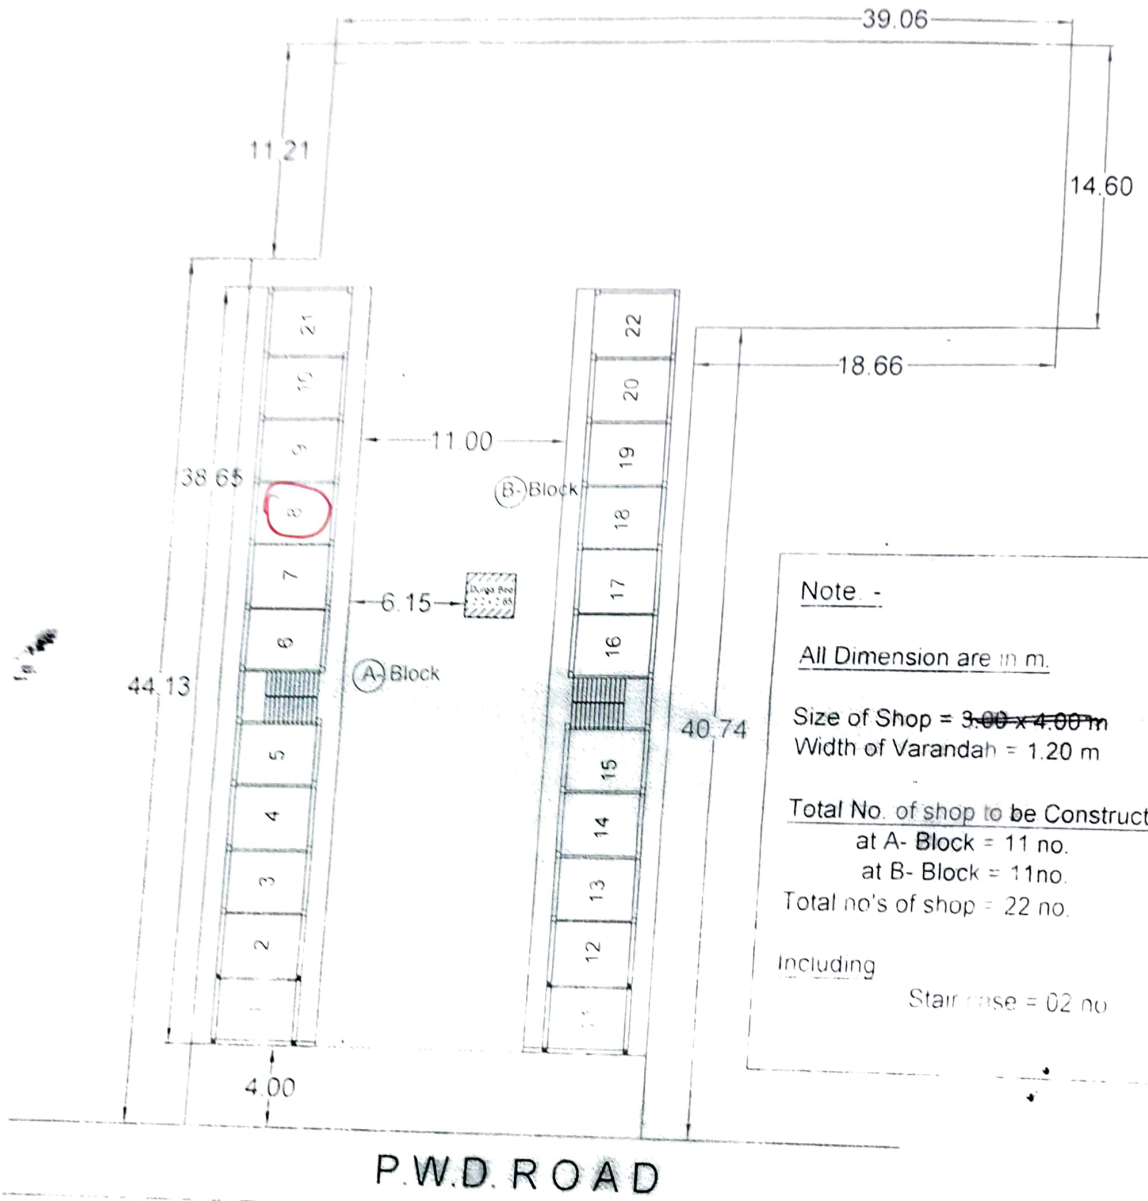 39.06
11.21
14.60
18.66
21
22
10
20
11.00
9
19
38.65
B- Block
8
18
7
17
6.15
6
16
A- Block
44.13
40.74
5
15
4
14
3
13
2
12
1
11
4.00
P.W.D. ROAD
Note. -
All Dimension are in m.
Size of Shop = 3.00 x 4.00 m
Width of Varandah = 1.20 m
Total No. of shop to be Construct
at A- Block = 11 no.
at B- Block = 11no.
Total no's of shop = 22 no.
Including
Stair case = 02 no